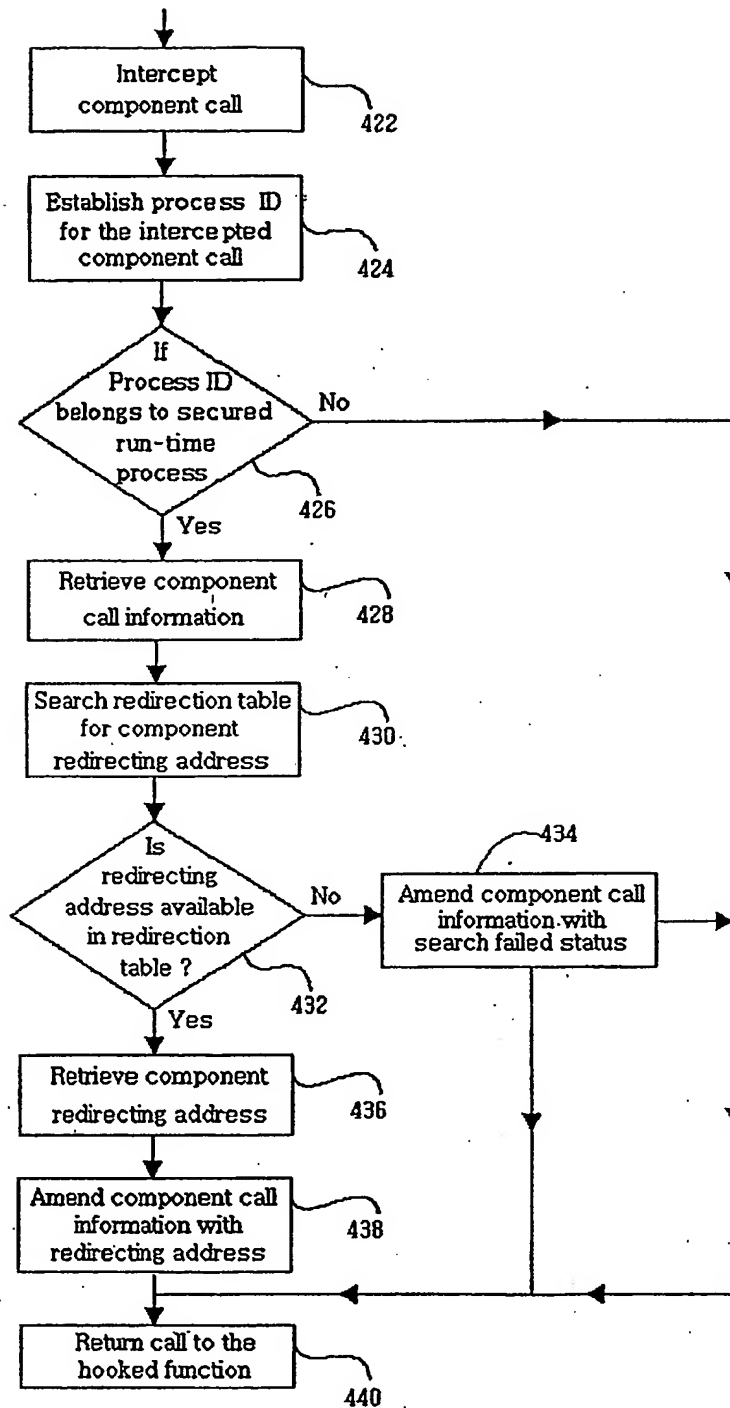 Intercept
component call
422
Establish process ID
for the intercepted
component call
424
If
Process ID
belongs to secured
run-time
process
No
426
Yes
Retrieve component
call information
428
Search redirection table
for component
redirecting address
430
Is
redirecting
address available
in redirection
table ?
No
432
434
Amend component call
information with
search failed status
Yes
Retrieve component
redirecting address
436
Amend component call
information with
redirecting address
438
Return call to the
hooked function
440